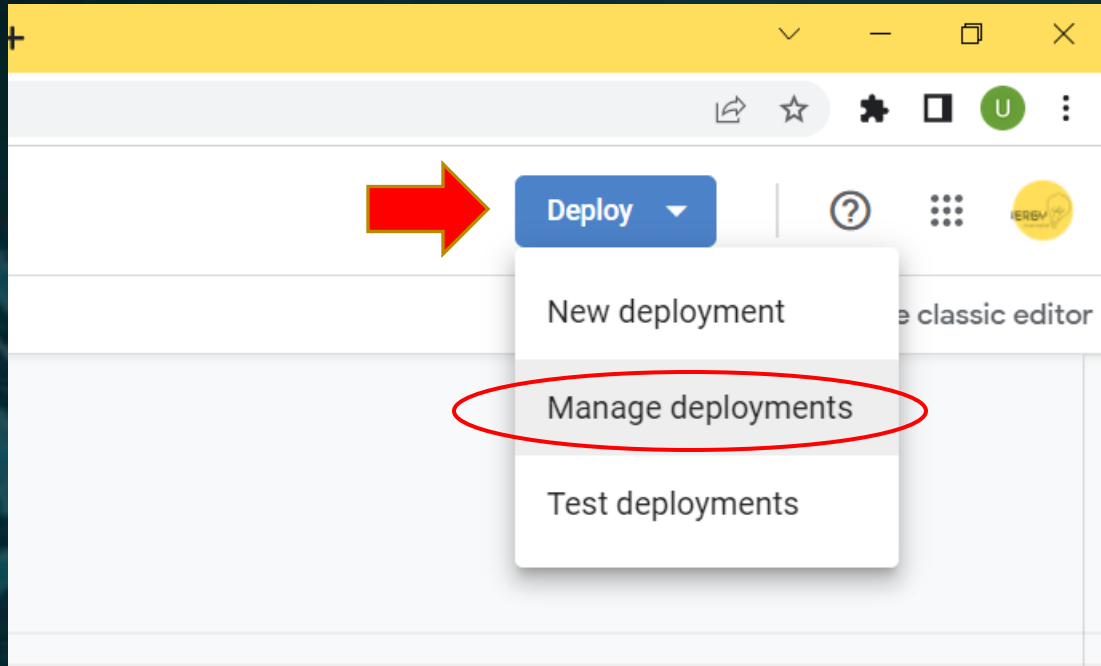 U
Deploy
New deployment
e classic editor
Manage deployments
Test deployments